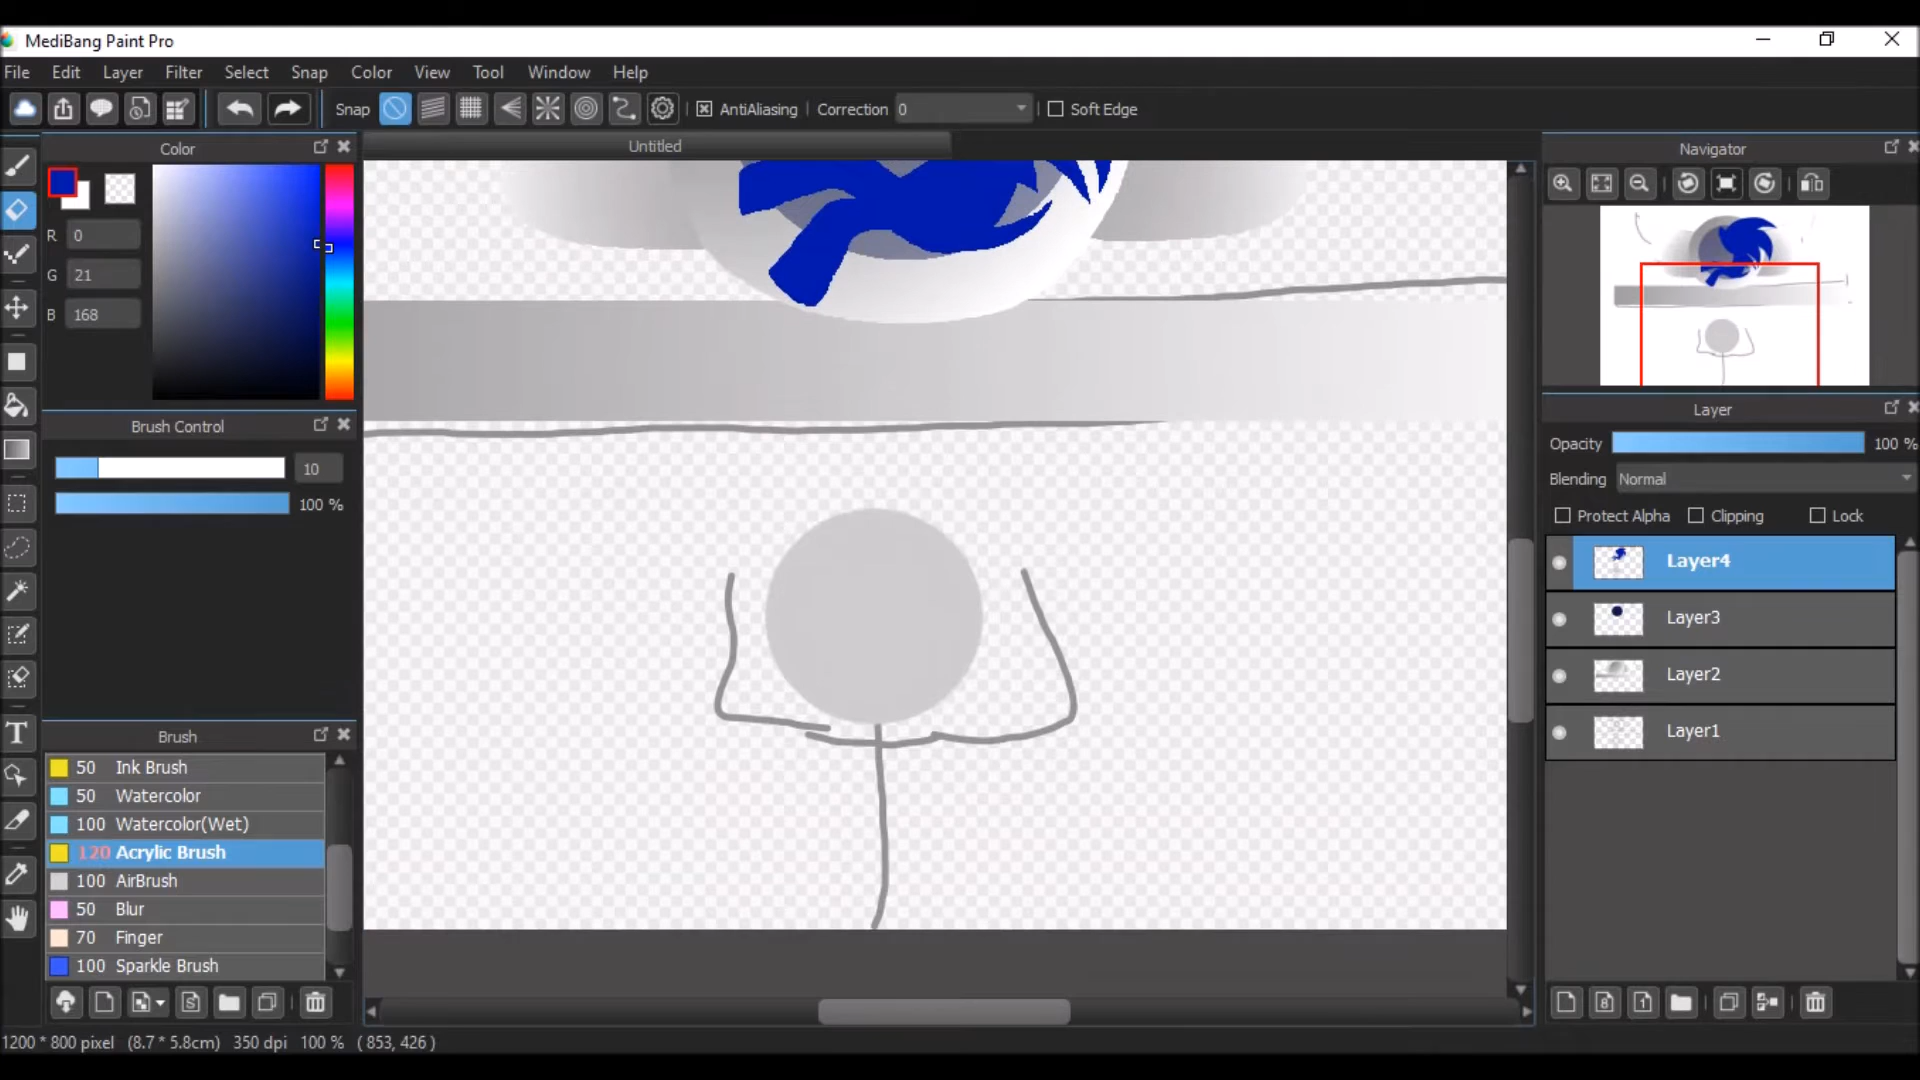 MediBang Paint Pro
File Edit Layer Filter Select Snap Color View Tool Window Help
Snap AntiAliasing Correction 0 Soft Edge
Color
Untitled
Navigator
R 0
G 21
B 168
Brush Control
10
100 %
Layer
Opacity 100 %
Blending Normal
Protect Alpha Clipping Lock
Layer4
Layer3
Layer2
Layer1
Brush
50 Ink Brush
50 Watercolor
100 Watercolor(Wet)
120 Acrylic Brush
100 AirBrush
50 Blur
70 Finger
100 Sparkle Brush
T
S
8
1
1200 * 800 pixel (8.7 * 5.8cm) 350 dpi 100 % ( 853, 426 )